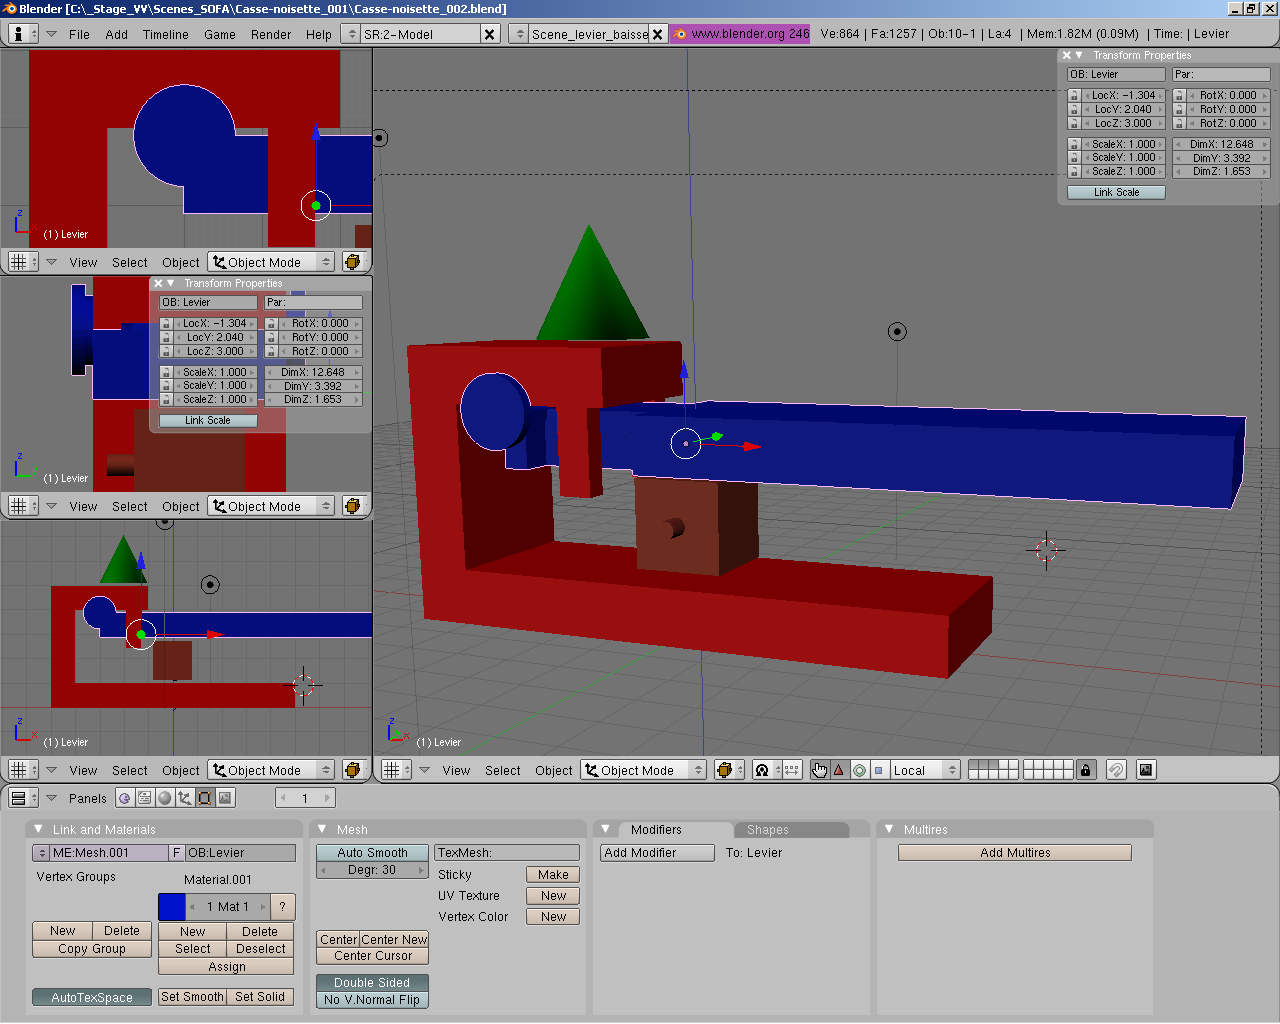 Blender [C:\_Stage_VV\Scenes_SOFA\Casse-noisette_001\Casse-noisette_002.blend]
File Add Timeline Game Render Help SR:2-Model Scene_levier_baisse www.blender.org 246 Ve:864 | Fa:1257 | Ob:10-1 | La:4 | Mem:1.82M (0.09M) | Time: | Levier
Transform Properties
OB: Levier Par:
LocX: -1.304 RotX: 0.000
LocY: 2.040 RotY: 0.000
LocZ: 3.000 RotZ: 0.000
ScaleX: 1.000 DimX: 12.648
ScaleY: 1.000 DimY: 3.392
ScaleZ: 1.000 DimZ: 1.653
Link Scale
z
x
(1) Levier
View Select Object Object Mode
Transform Properties
OB: Levier Par:
LocX: -1.304 RotX: 0.000
LocY: 2.040 RotY: 0.000
LocZ: 3.000 RotZ: 0.000
ScaleX: 1.000 DimX: 12.648
ScaleY: 1.000 DimY: 3.392
ScaleZ: 1.000 DimZ: 1.653
Link Scale
z
y
(1) Levier
View Select Object Object Mode
z
x
(1) Levier
z
x
(1) Levier
View Select Object Object Mode
View Select Object Object Mode Local
Panels 1
Link and Materials
ME:Mesh.001 F OB:Levier
Vertex Groups
Material.001
1 Mat 1 ?
New Delete New Delete
Copy Group Select Deselect
Assign
AutoTexSpace Set Smooth Set Solid
Mesh
Auto Smooth TexMesh:
Degr: 30 Sticky Make
UV Texture New
Vertex Color New
Center Center New
Center Cursor
Double Sided
No V.Normal Flip
Modifiers Shapes
Add Modifier To: Levier
Multires
Add Multires